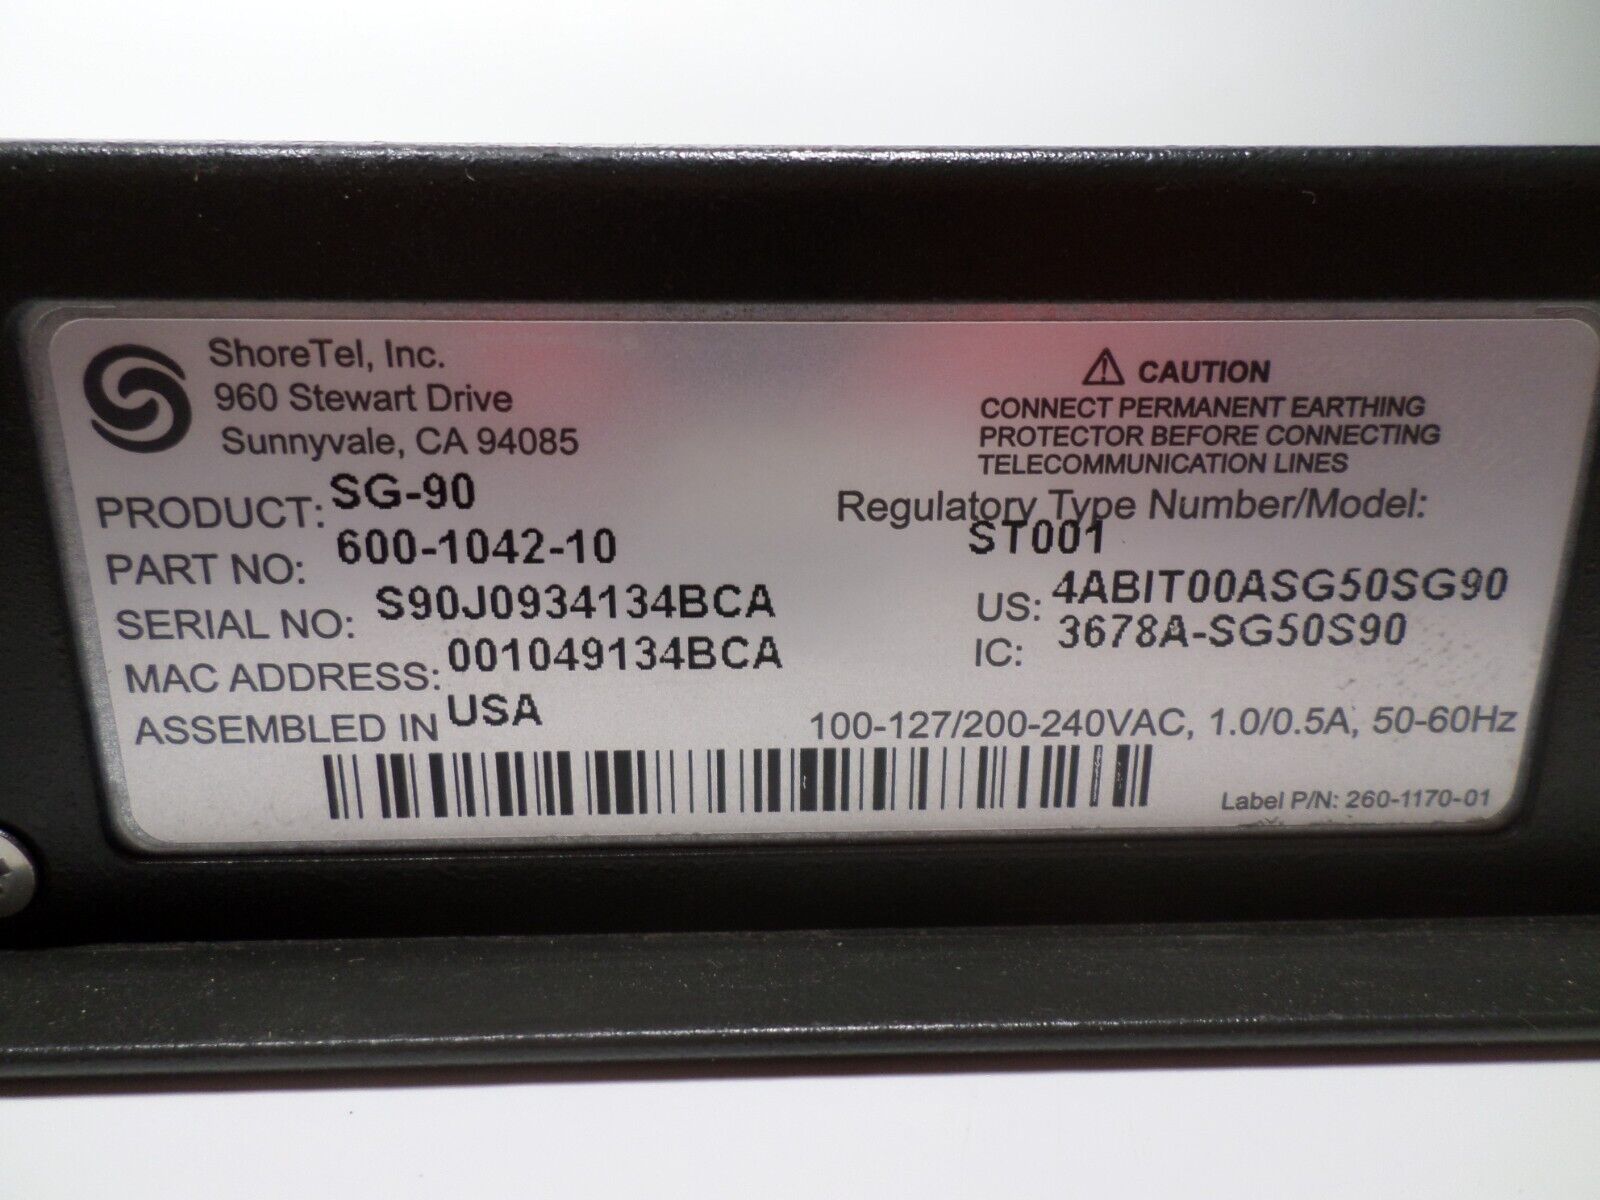 ShoreTel, Inc.
960 Stewart Drive
Sunnyvale, CA 94085
PRODUCT: SG-90
PART NO: 600-1042-10
SERIAL NO: S90J0934134BCA
MAC ADDRESS: 001049134BCA
ASSEMBLED IN USA
⚠ CAUTION
CONNECT PERMANENT EARTHING
PROTECTOR BEFORE CONNECTING
TELECOMMUNICATION LINES
Regulatory Type Number/Model:
ST001
US: 4ABIT00ASG50SG90
IC: 3678A-SG50S90
100-127/200-240VAC, 1.0/0.5A, 50-60Hz
Label P/N: 260-1170-01